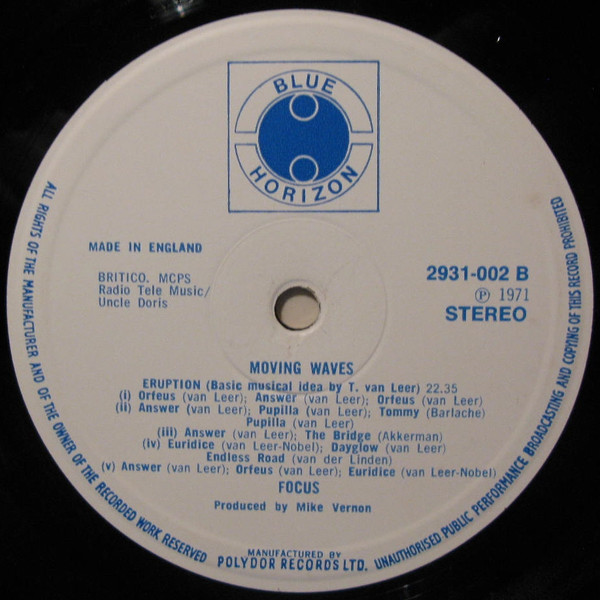 BLUE
HORIZON
MADE IN ENGLAND
BRITICO. MCPS
Radio Tele Music/
Uncle Doris
2931-002 B
Ⓟ 1971
STEREO
MOVING WAVES
ERUPTION (Basic musical idea by T. van Leer) 22.35
(i) Orfeus (van Leer); Answer (van Leer); Orfeus (van Leer)
(ii) Answer (van Leer); Pupilla (van Leer); Tommy (Barlache)
Pupilla (van Leer)
(iii) Answer (van Leer); The Bridge (Akkerman)
(iv) Euridice (van Leer-Nobel); Dayglow (van Leer)
Endless Road (van der Linden)
(v) Answer (van Leer); Orfeus (van Leer); Euridice (van Leer-Nobel)
FOCUS
Produced by Mike Vernon
MANUFACTURED BY
POLYDOR RECORDS LTD.
ALL RIGHTS OF THE MANUFACTURER AND OF THE OWNER OF THE RECORDED WORK RESERVED
UNAUTHORISED PUBLIC PERFORMANCE BROADCASTING AND COPYING OF THIS RECORD PROHIBITED